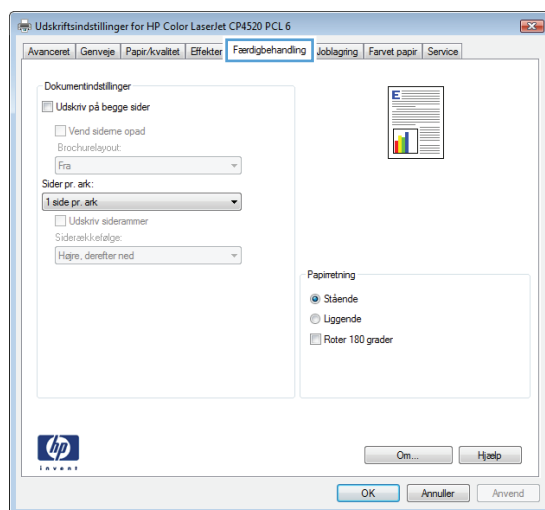 Udskriftsindstillinger for HP Color LaserJet CP4520 PCL 6
Avanceret Genveje Papir/kvalitet Effekter Færdigbehandling Joblagring Farvet papir Service
Dokumentindstillinger
Udskriv på begge sider
Vend siderne opad
Brochurelayout:
Fra
Sider pr. ark:
1 side pr. ark
Udskriv siderammer
Siderækkefølge:
Højre, derefter ned
E
Papirretning
Stående
Liggende
Roter 180 grader
hp
invent
Om... Hjælp
OK Annuller Anvend